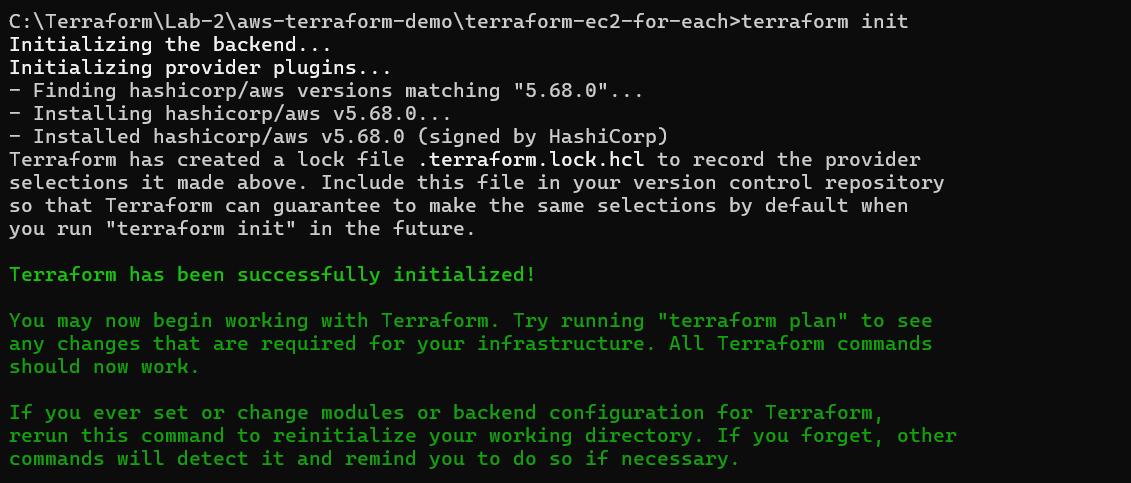 C:\Terraform\Lab-2\aws-terraform-demo\terraform-ec2-for-each>terraform init
Initializing the backend...
Initializing provider plugins...
- Finding hashicorp/aws versions matching "5.68.0"...
- Installing hashicorp/aws v5.68.0...
- Installed hashicorp/aws v5.68.0 (signed by HashiCorp)
Terraform has created a lock file .terraform.lock.hcl to record the provider
selections it made above. Include this file in your version control repository
so that Terraform can guarantee to make the same selections by default when
you run "terraform init" in the future.
Terraform has been successfully initialized!
You may now begin working with Terraform. Try running "terraform plan" to see
any changes that are required for your infrastructure. All Terraform commands
should now work.
If you ever set or change modules or backend configuration for Terraform,
rerun this command to reinitialize your working directory. If you forget, other
commands will detect it and remind you to do so if necessary.